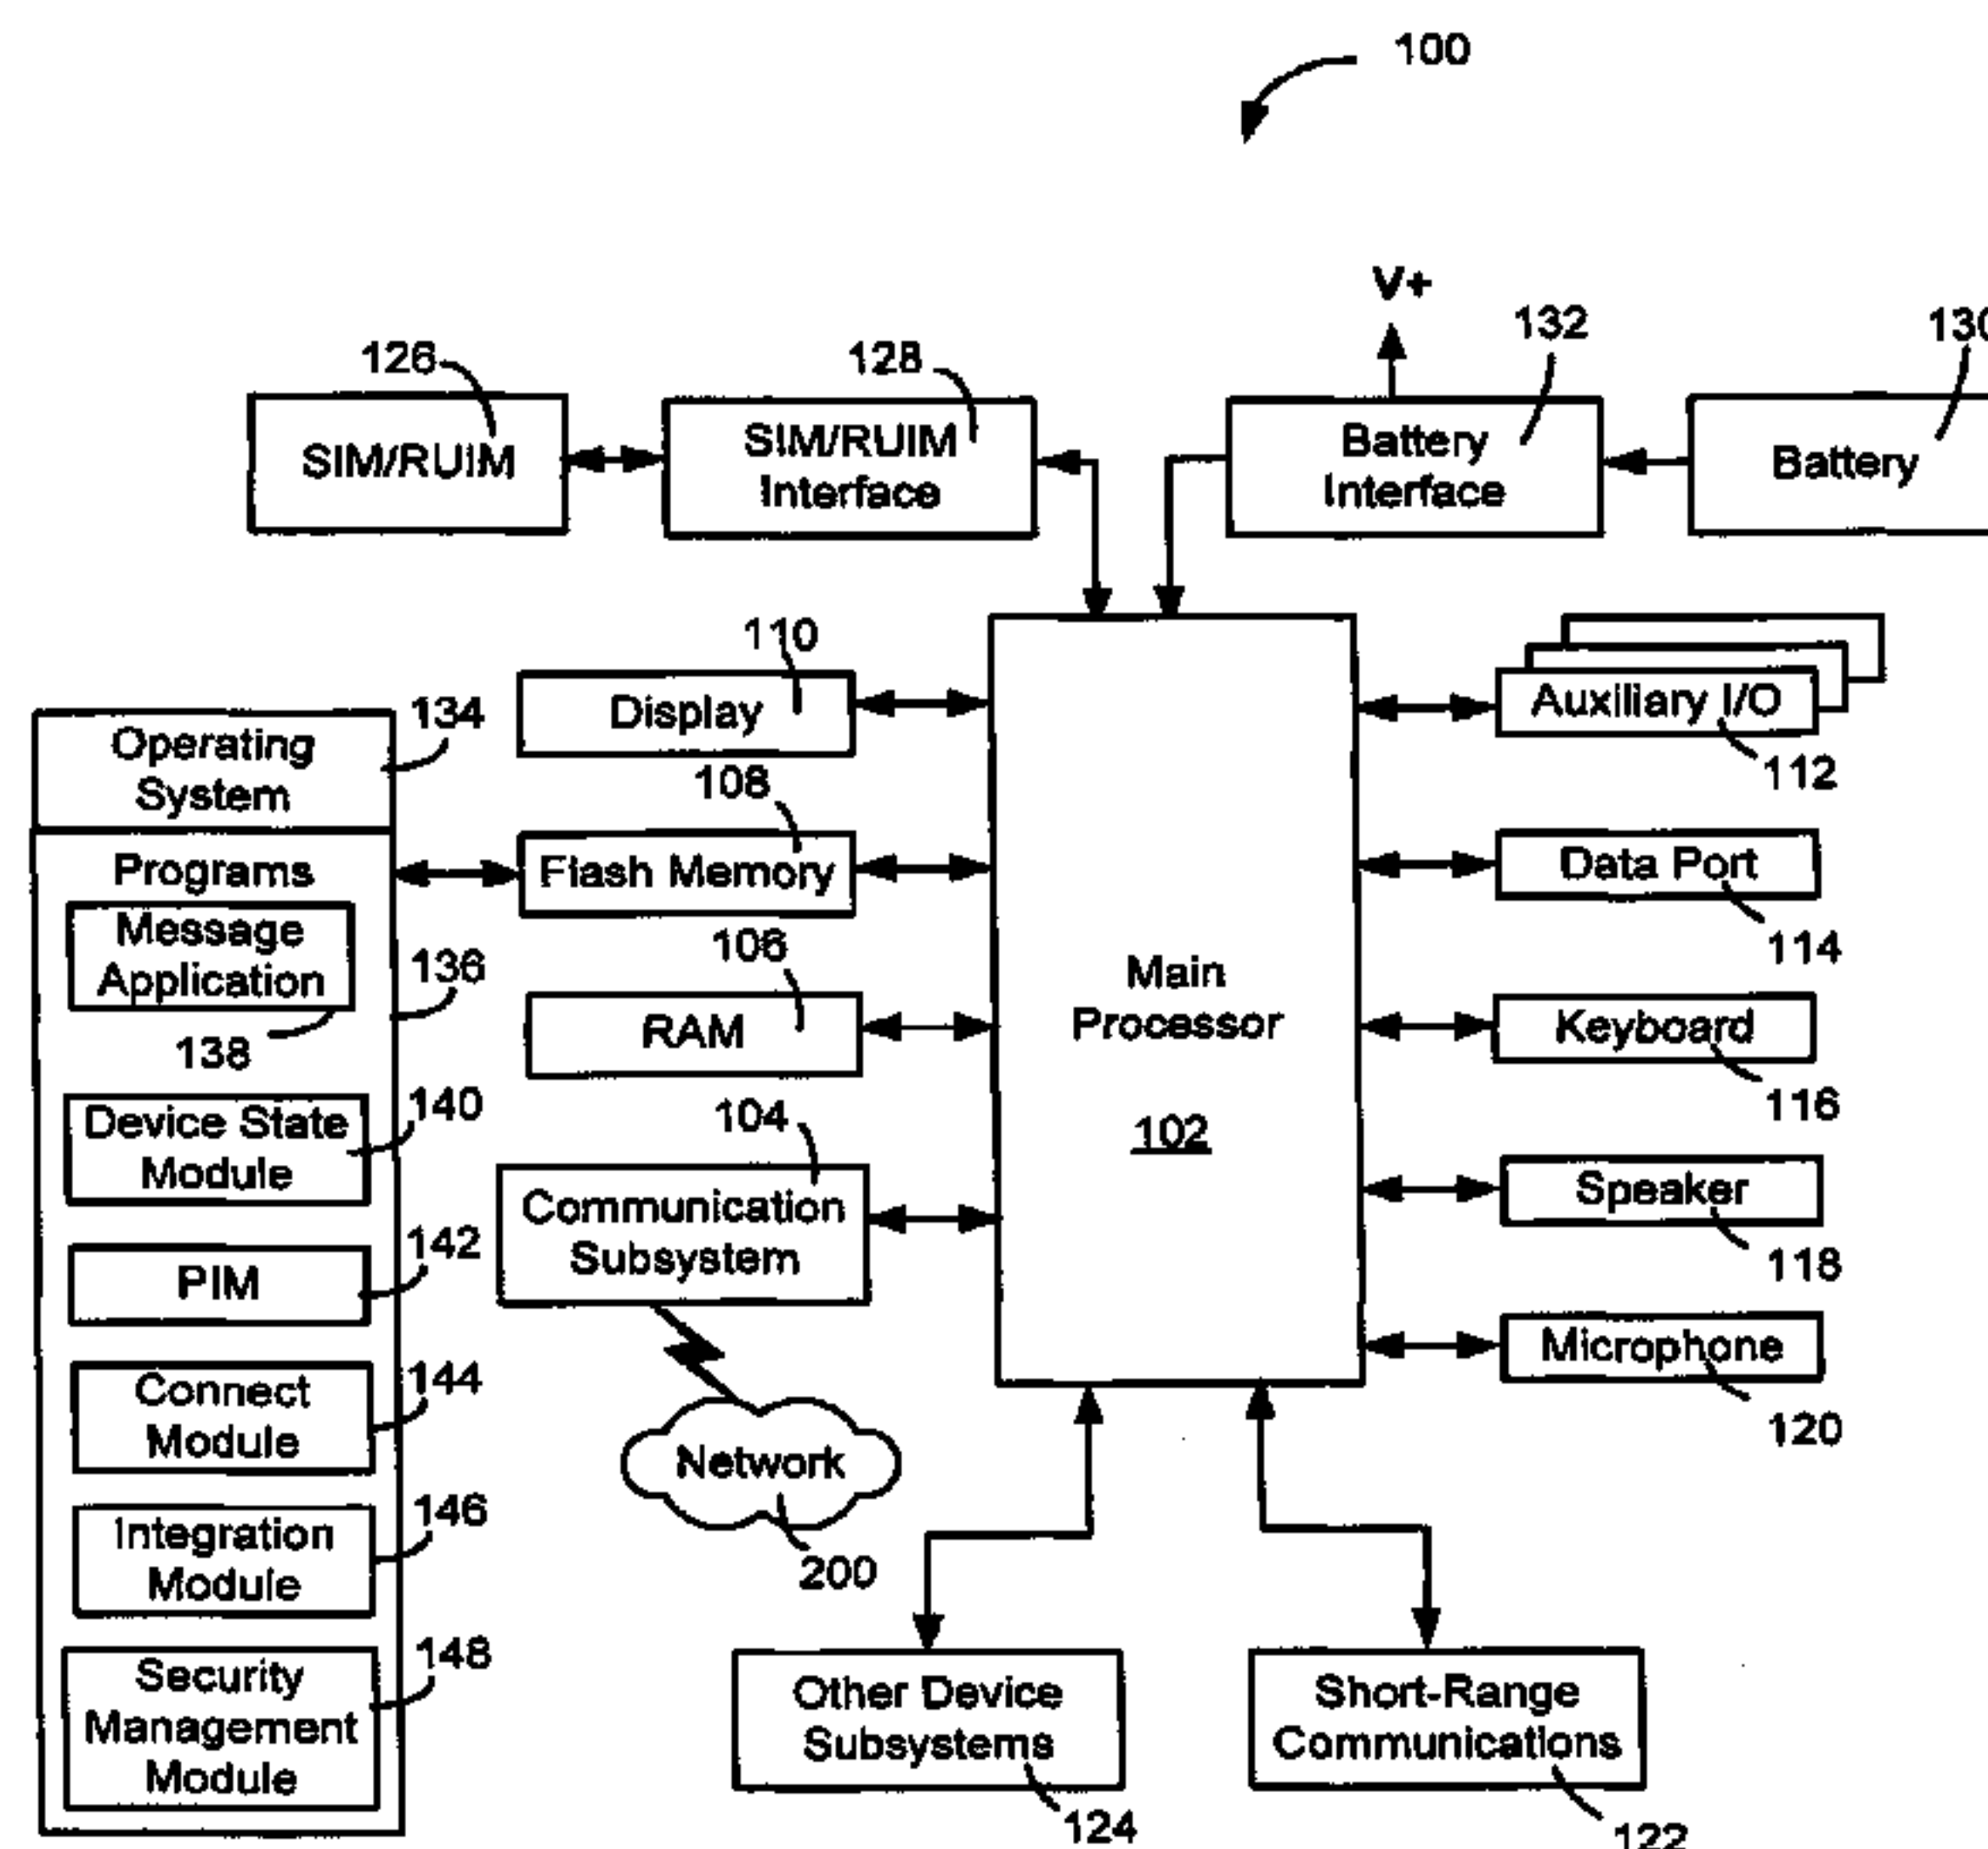 100
V+
132
130
126
128
SIM/RUIM
SIM/RUIM
Interface
Battery
Interface
Battery
110
Display
Auxiliary I/O
112
134
Operating
System
108
Flash Memory
Data Port
114
Programs
Message
Application
138
136
106
RAM
Main
Processor
102
Keyboard
116
140
Device State
Module
104
Communication
Subsystem
Speaker
118
142
PIM
Microphone
120
144
Connect
Module
Network
200
146
Integration
Module
148
Security
Management
Module
Other Device
Subsystems
124
Short-Range
Communications
122